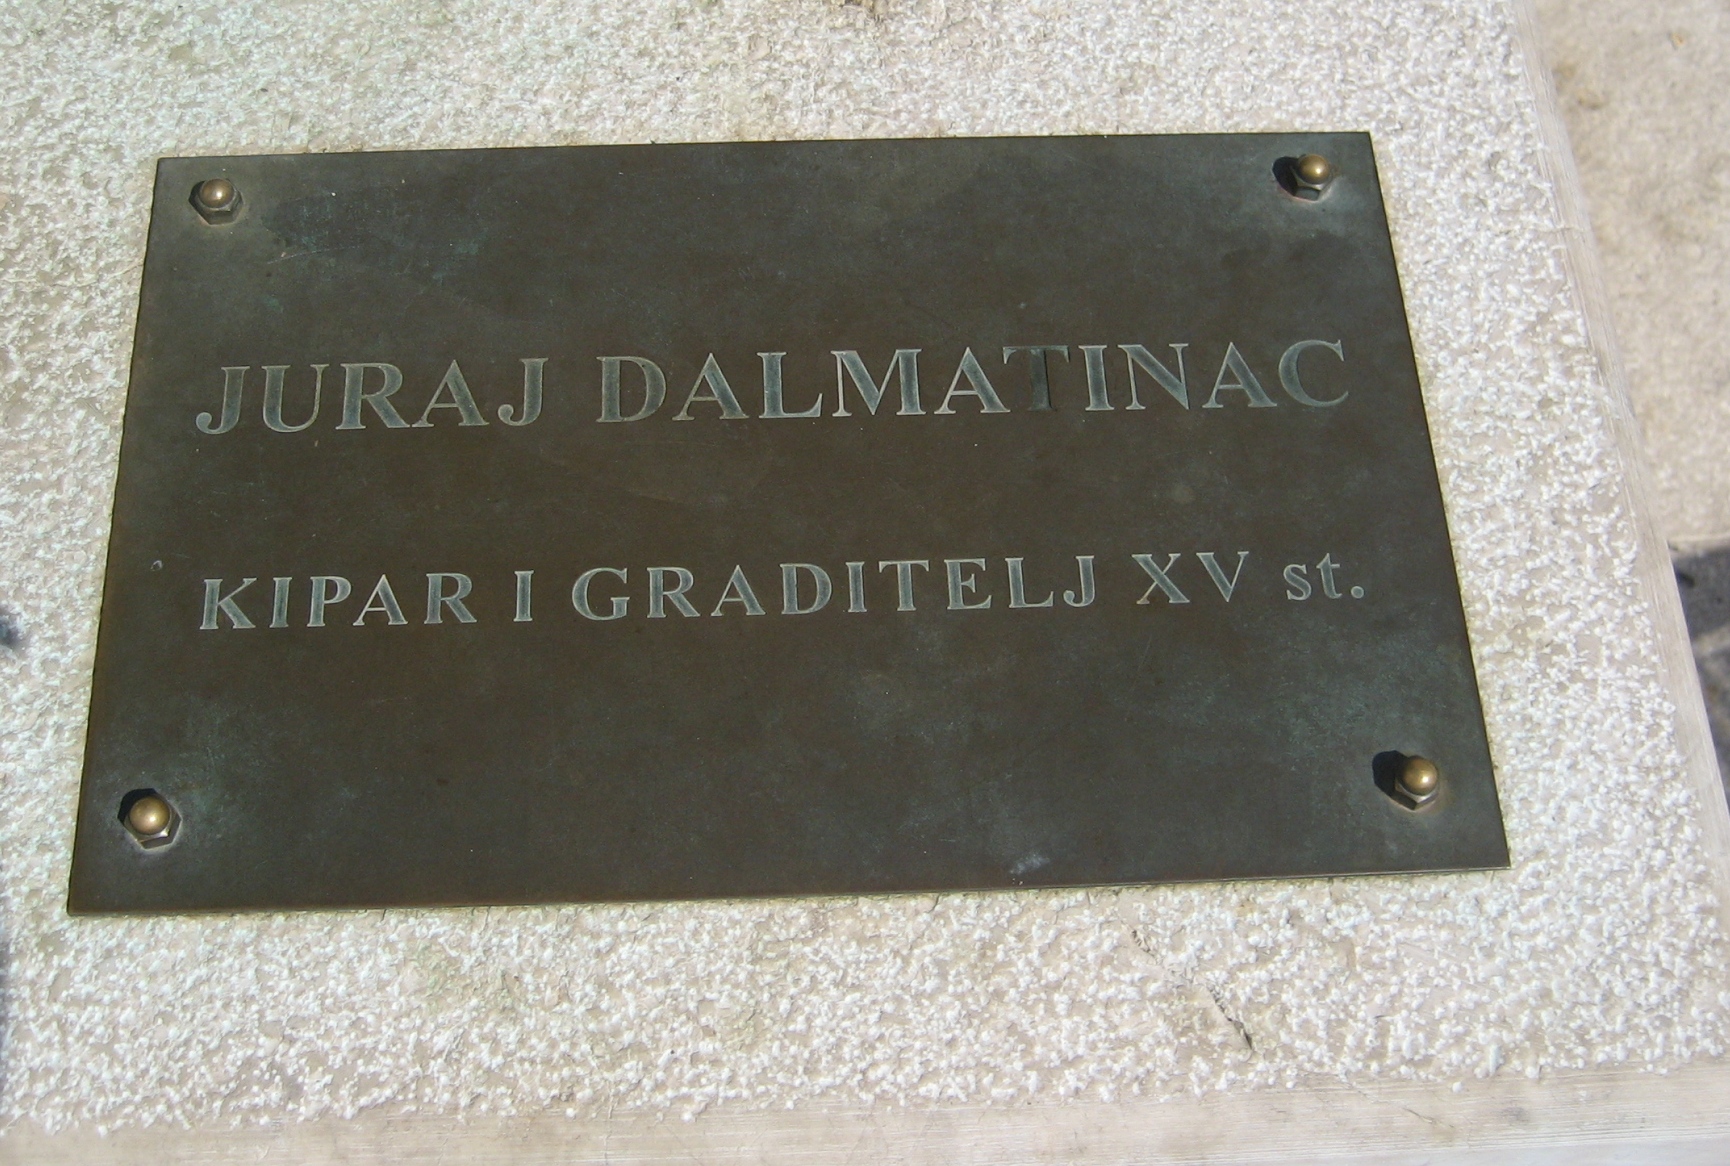 JURAJ DALMATINAC
KIPAR I GRADITELJ XV st.